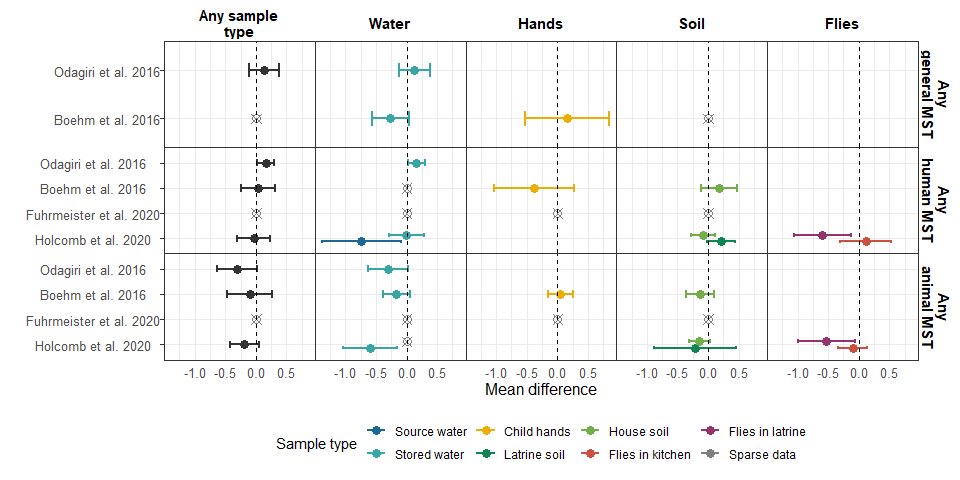 Any sample
type
Water
Hands
Soil
Flies
Odagiri et al. 2016
Boehm et al. 2016
Any
general MST
Odagiri et al. 2016
Boehm et al. 2016
Fuhrmeister et al. 2020
Holcomb et al. 2020
Any
human MST
Odagiri et al. 2016
Boehm et al. 2016
Fuhrmeister et al. 2020
Holcomb et al. 2020
Any
animal MST
-1.0 -0.5 0.0 0.5 -1.0 -0.5 0.0 0.5 -1.0 -0.5 0.0 0.5 -1.0 -0.5 0.0 0.5 -1.0 -0.5 0.0 0.5
Mean difference
Sample type
Source water Child hands House soil Flies in latrine
Stored water Latrine soil Flies in kitchen Sparse data